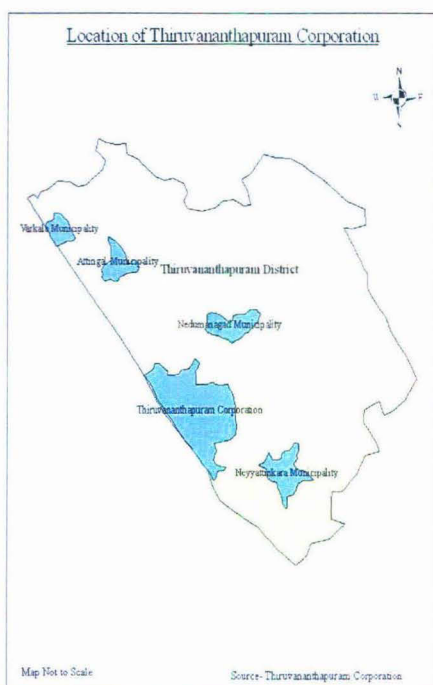 Location of Thiruvananthapuram Corporation
N
Varkala Municipality
Attingal Municipality
Thiruvananthapuram District
Nedumangad Municipality
Thiruvananthapuram Corporation
Neyyattinkara Municipality
Map Not to Scale
Source- Thiruvananthapuram Corporation